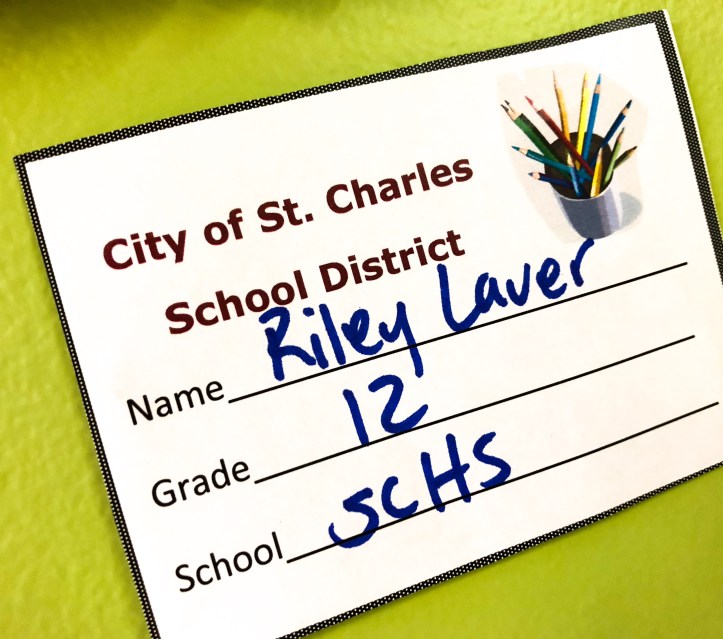 City of St. Charles
School District
Name Riley Laver
Grade 12
School SCHS